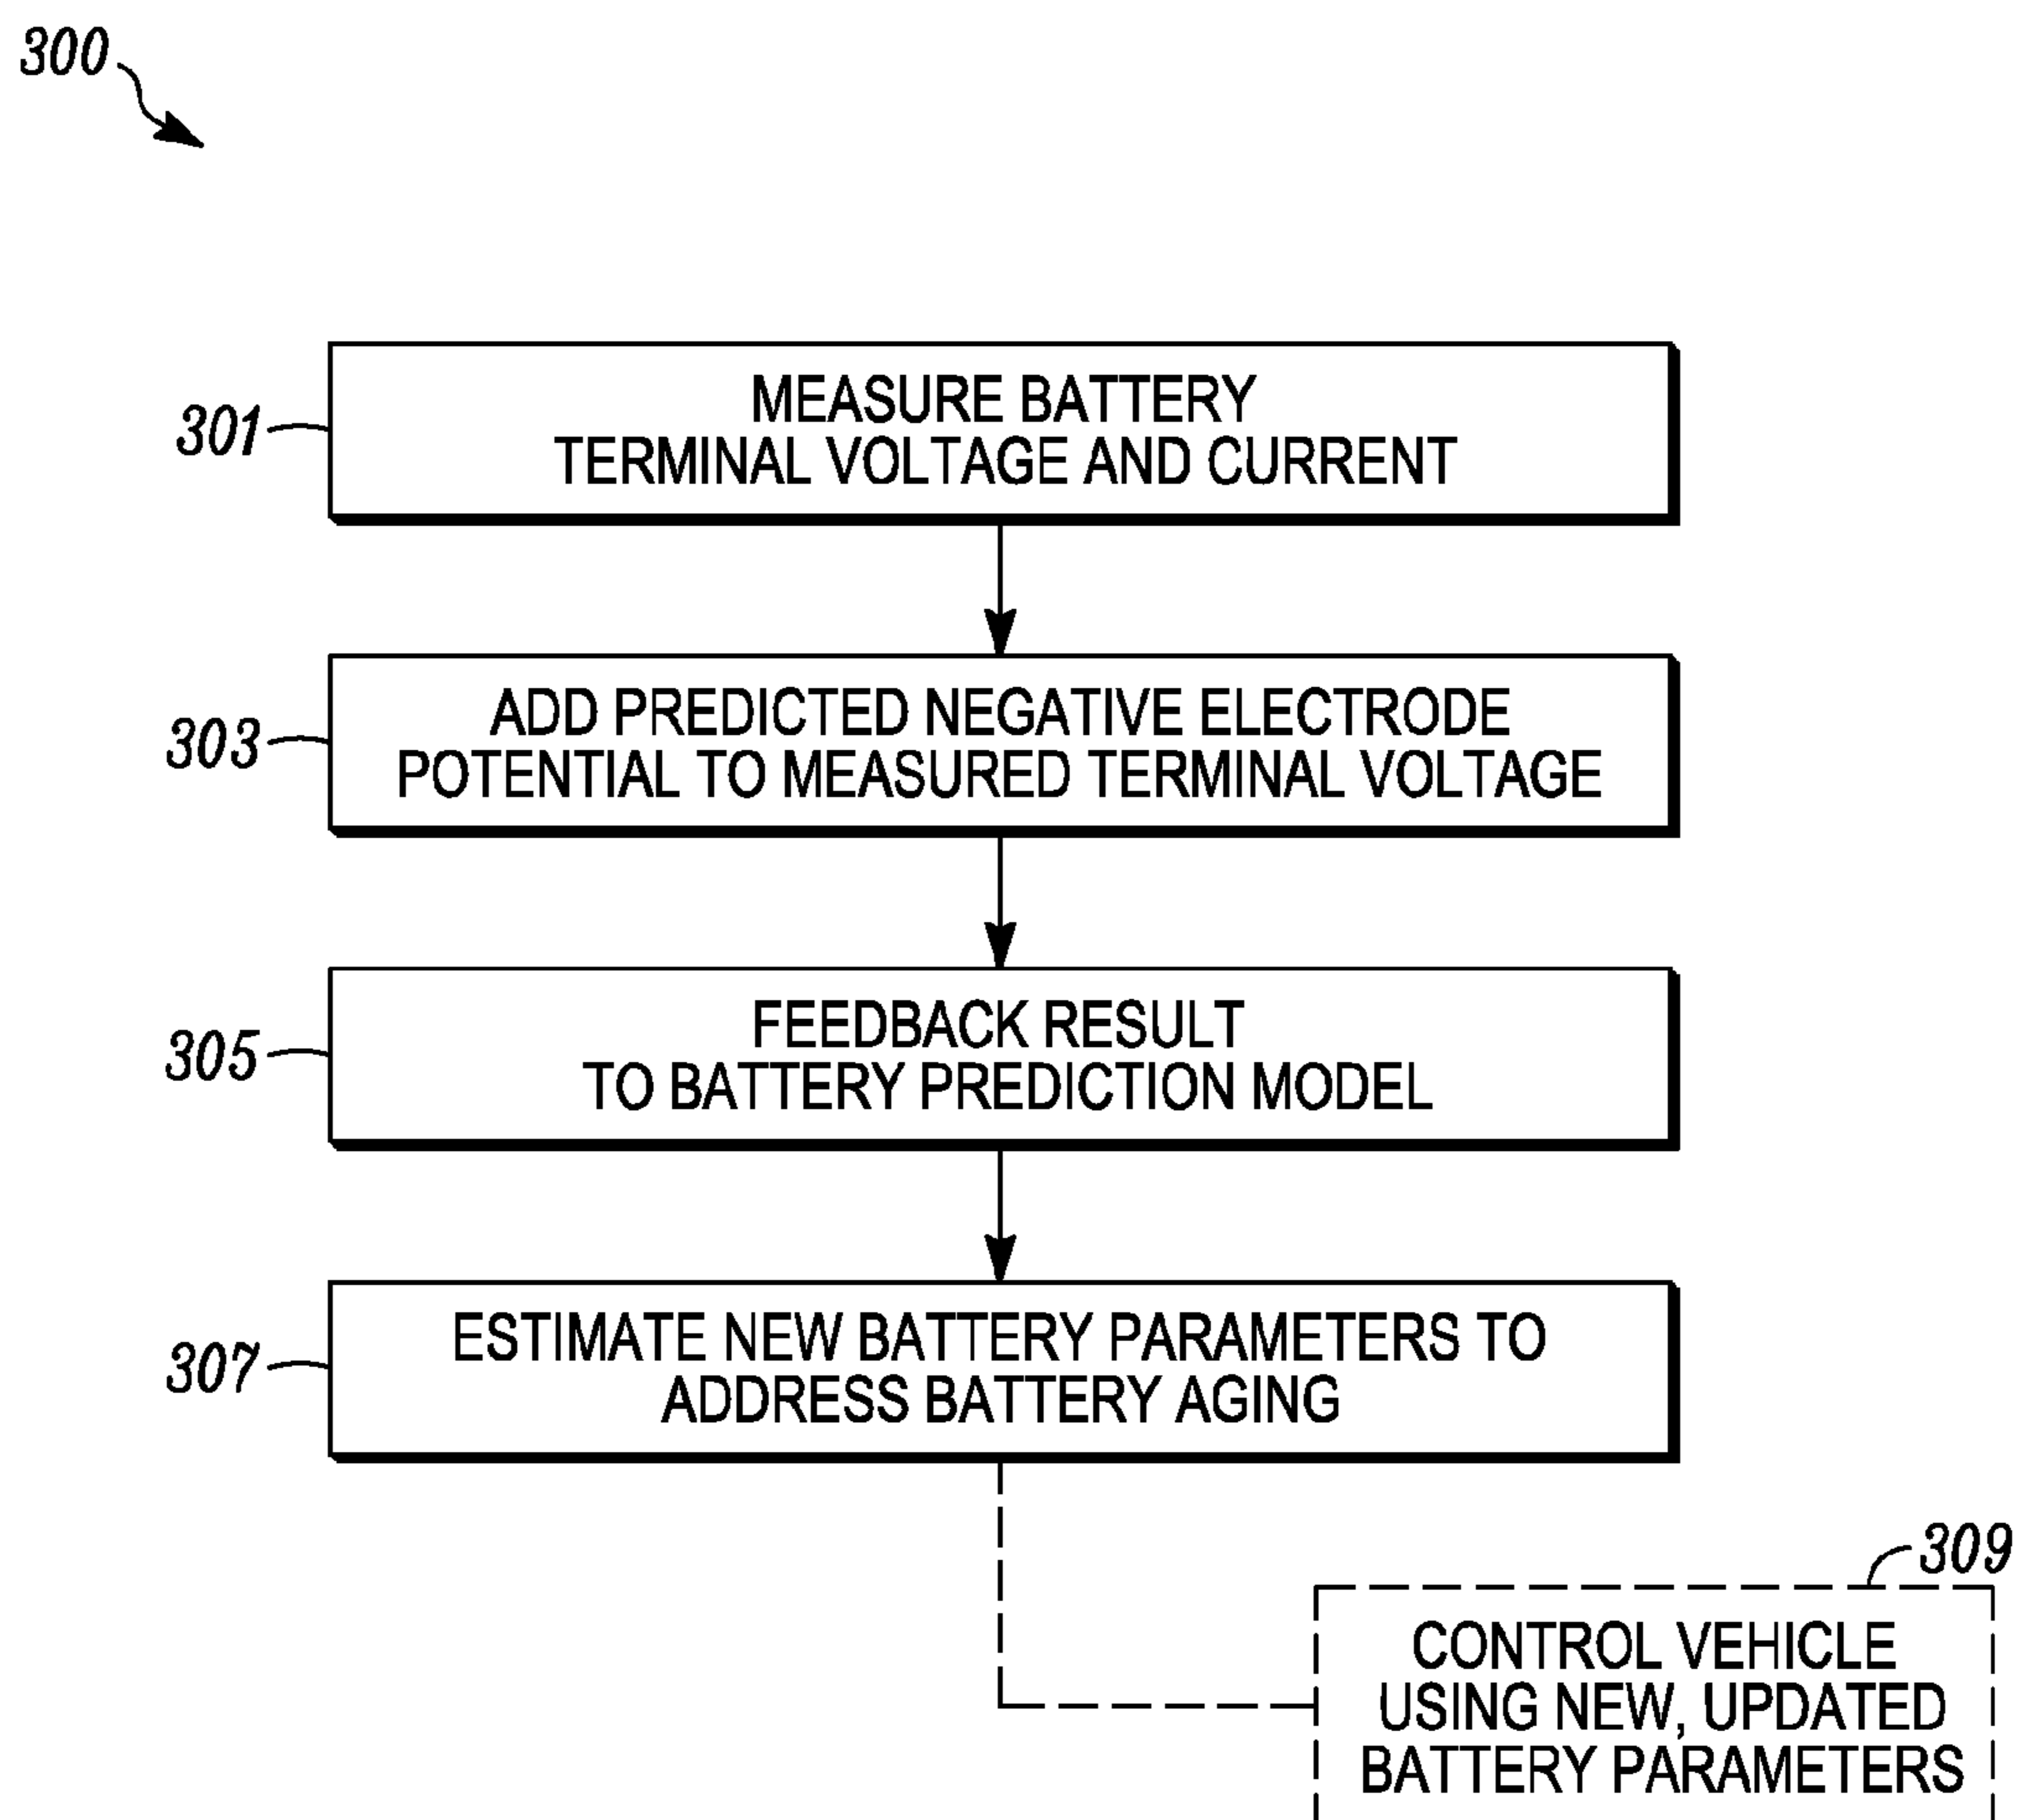 300
301
MEASURE BATTERY
TERMINAL VOLTAGE AND CURRENT
303
ADD PREDICTED NEGATIVE ELECTRODE
POTENTIAL TO MEASURED TERMINAL VOLTAGE
305
FEEDBACK RESULT
TO BATTERY PREDICTION MODEL
307
ESTIMATE NEW BATTERY PARAMETERS TO
ADDRESS BATTERY AGING
309
CONTROL VEHICLE
USING NEW, UPDATED
BATTERY PARAMETERS